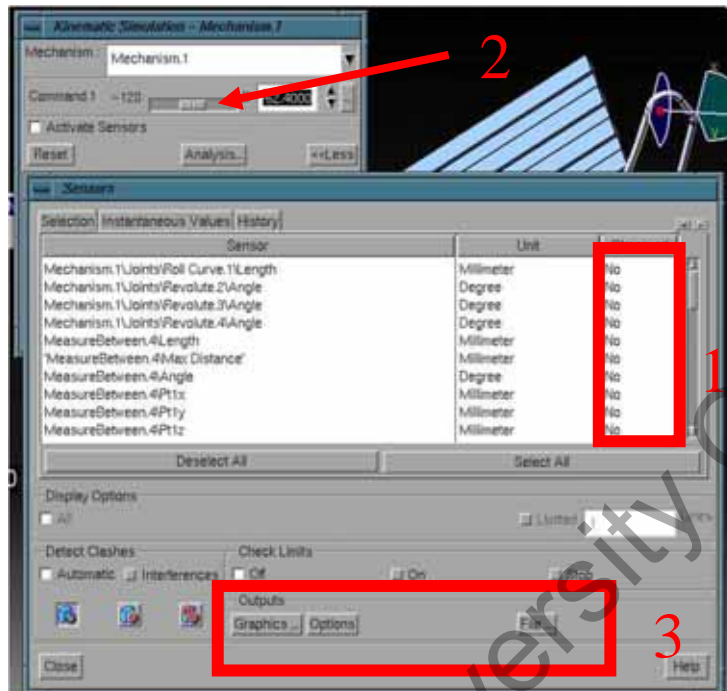 Kinematic Simulation - Mechanism.1
Mechanism : Mechanism.1
2
Command 1 -120 52.4000
Activate Sensors
Reset Analysis... <<Less
Sensors
Selection Instantaneous Values History
Sensor Unit
Mechanism.1\Joints\Roll Curve.1\Length Millimeter No
Mechanism.1\Joints\Revolute.2\Angle Degree No
Mechanism.1\Joints\Revolute.3\Angle Degree No
Mechanism.1\Joints\Revolute.4\Angle Degree No
MeasureBetween.4\Length Millimeter No
'MeasureBetween.4\Max Distance' Millimeter No
MeasureBetween.4\Angle Degree No
MeasureBetween.4\Pt1x Millimeter No
MeasureBetween.4\Pt1y Millimeter No
MeasureBetween.4\Pt1z Millimeter No
1
Deselect All Select All
Display Options
All Limited
Detect Clashes Check Limits
Automatic Interferences Off On Stop
Outputs
Graphics ... Options File...
3
Close Help
versity